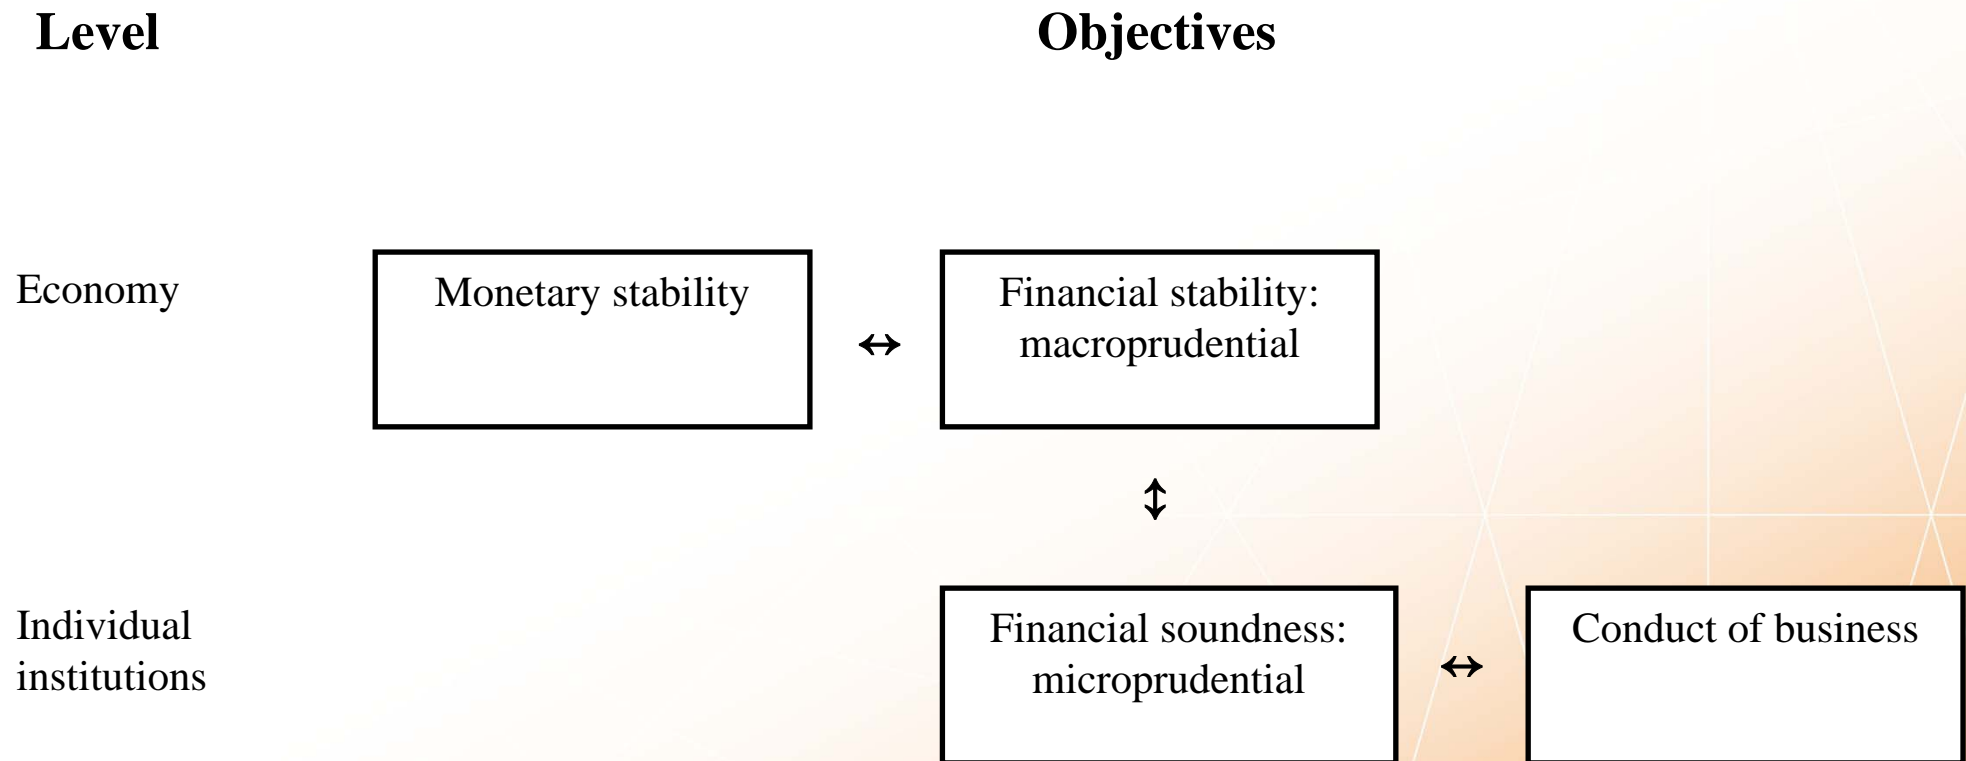 Level
Objectives
Economy
Monetary stability
↔
Financial stability:
macroprudential
↕
Individual
institutions
Financial soundness:
microprudential
↔
Conduct of business